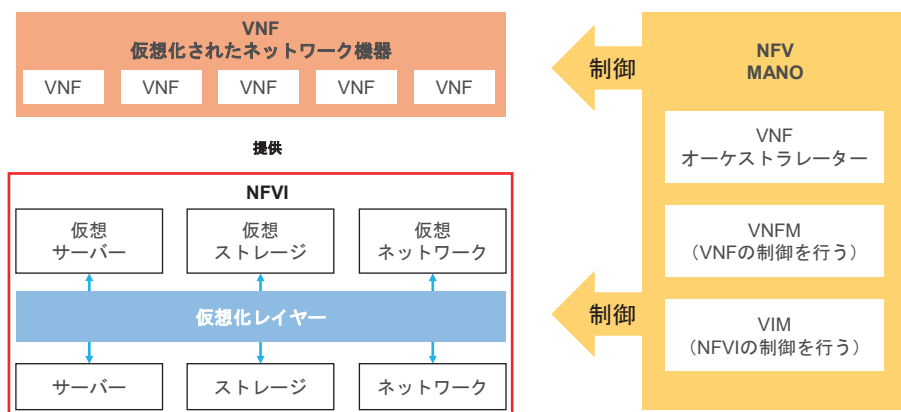 VNF
仮想化されたネットワーク機器
VNF
VNF
VNF
VNF
VNF
提供
NFVI
仮想
サーバー
仮想
ストレージ
仮想
ネットワーク
仮想化レイヤー
サーバー
ストレージ
ネットワーク
制御
制御
NFV
MANO
VNF
オーケストラレーター
VNFM
（VNFの制御を行う）
VIM
（NFVIの制御を行う）